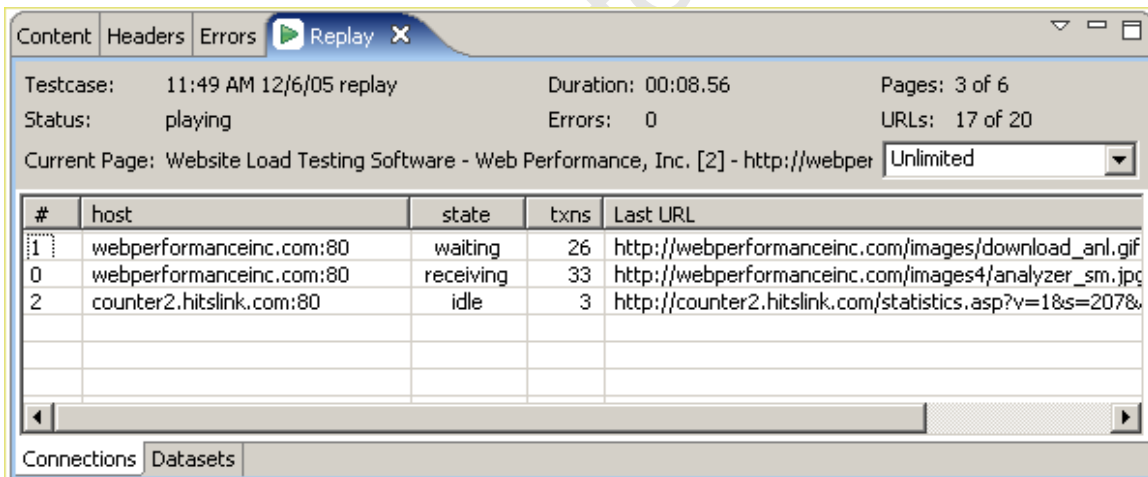 Content Headers Errors Replay
Testcase: 11:49 AM 12/6/05 replay Duration: 00:08.56 Pages: 3 of 6
Status: playing Errors: 0 URLs: 17 of 20
Current Page: Website Load Testing Software - Web Performance, Inc. [2] - http://webper Unlimited
# host state txns Last URL
1 webperformanceinc.com:80 waiting 26 http://webperformanceinc.com/images/download_anl.gif
0 webperformanceinc.com:80 receiving 33 http://webperformanceinc.com/images4/analyzer_sm.jpg
2 counter2.hitslink.com:80 idle 3 http://counter2.hitslink.com/statistics.asp?v=1&s=207&
Connections Datasets